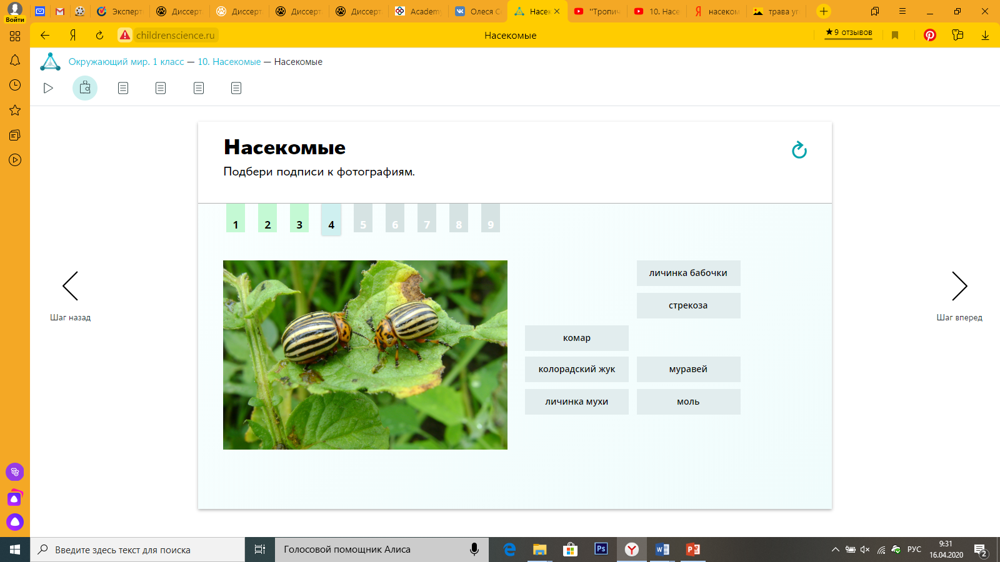 Войти
Эксперт
Диссерт
Диссерт
Диссерт
Диссерт
Academy
Олеся С
Насек
"Тропич
10. Насе
насеком
трава уг
childrenscience.ru
Насекомые
★9 отзывов
Окружающий мир. 1 класс — 10. Насекомые — Насекомые
Насекомые
Подбери подписи к фотографиям.
1 2 3 4 5 6 7 8 9
личинка бабочки
стрекоза
комар
колорадский жук
муравей
личинка мухи
моль
Шаг назад
Шаг вперед
Введите здесь текст для поиска
Голосовой помощник Алиса
Ps
РУС
9:31
16.04.2020
2